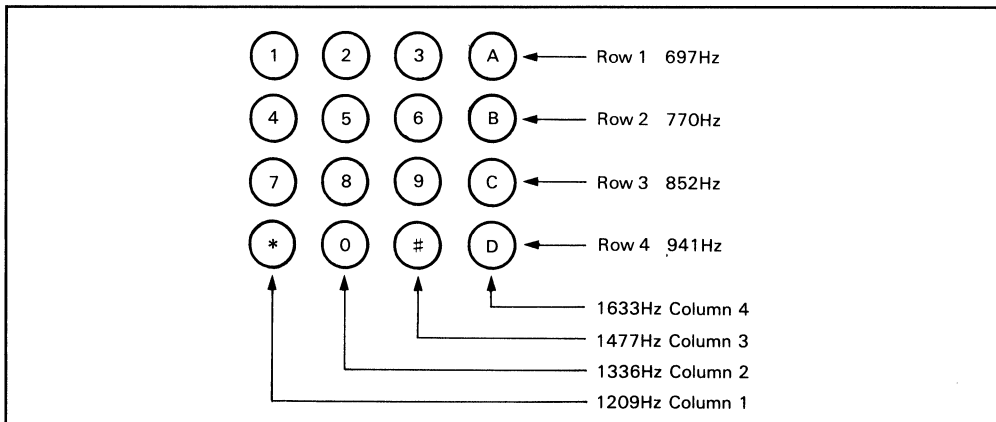 1 2 3 A Row 1 697Hz
4 5 6 B Row 2 770Hz
7 8 9 C Row 3 852Hz
* 0 # D Row 4 941Hz
1633Hz Column 4
1477Hz Column 3
1336Hz Column 2
1209Hz Column 1